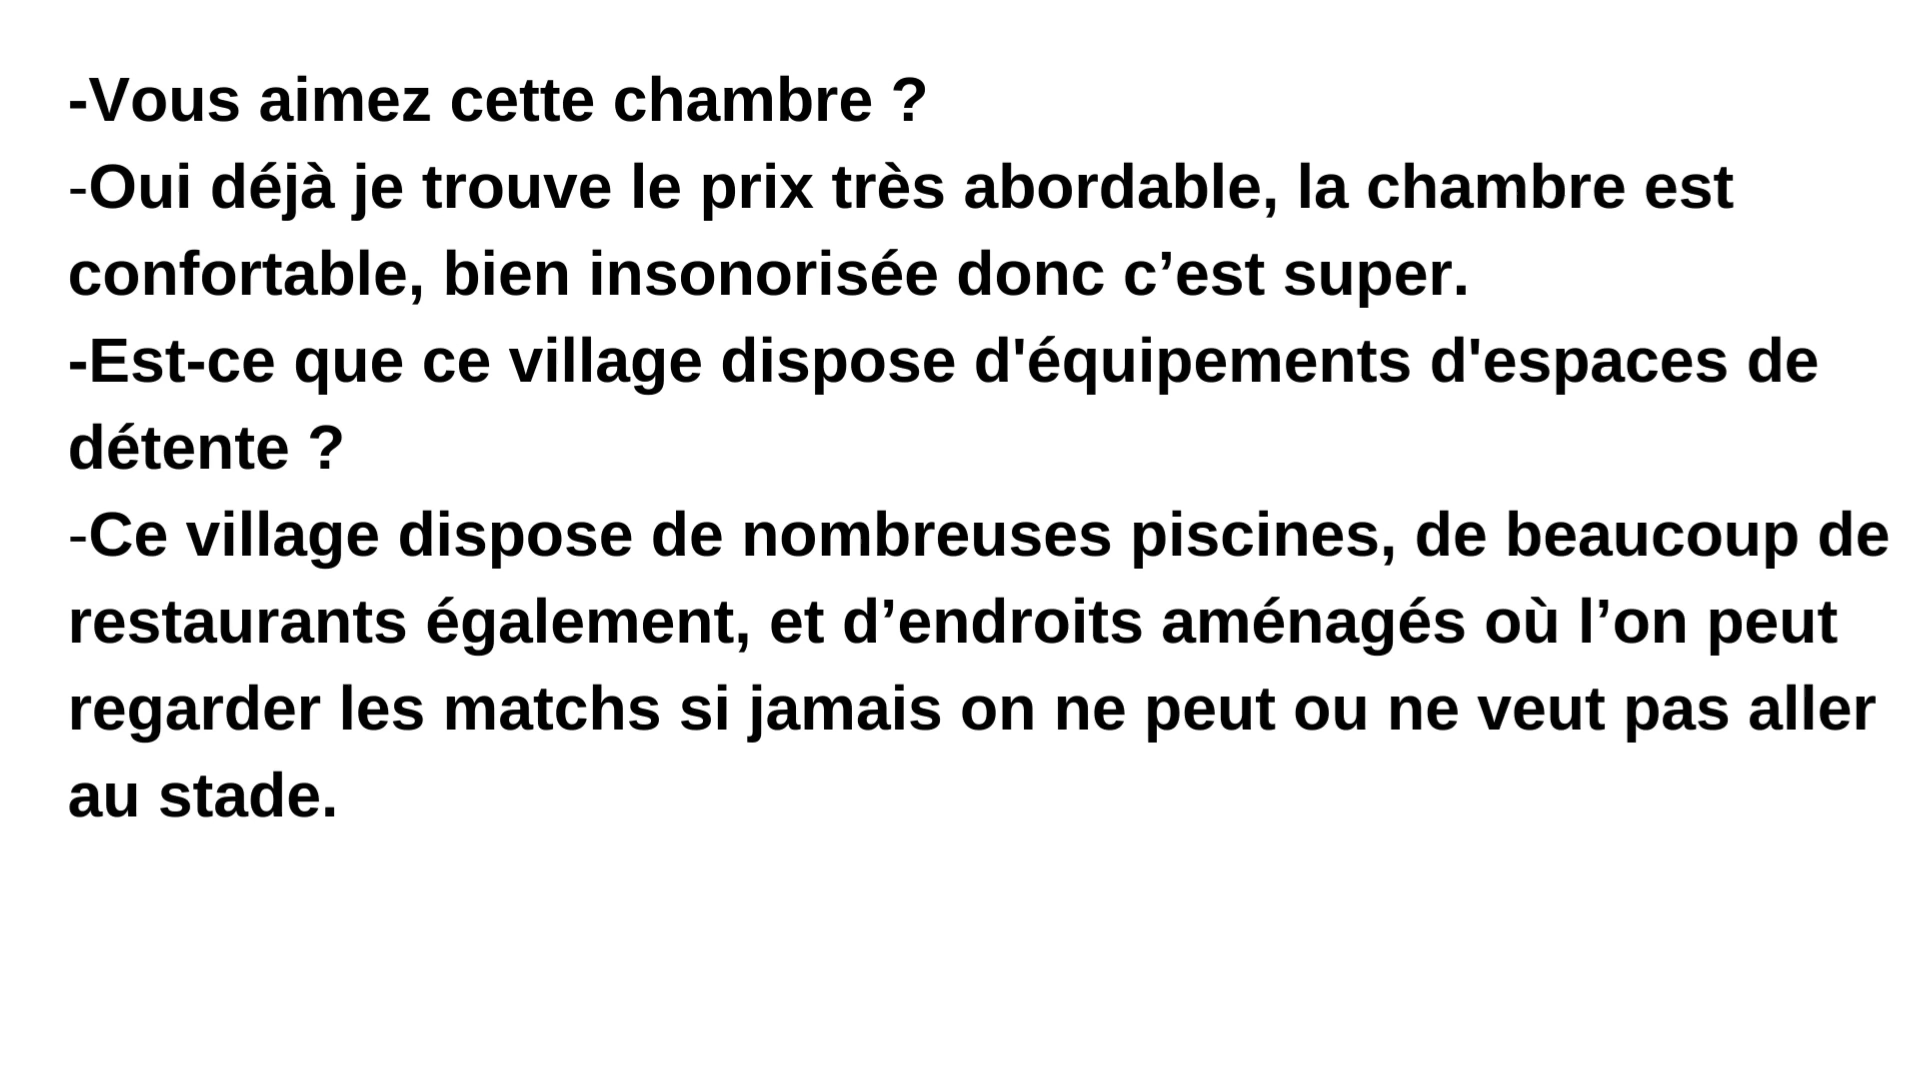 -Vous aimez cette chambre ?
-Oui déjà je trouve le prix très abordable, la chambre est
confortable, bien insonorisée donc c’est super.
-Est-ce que ce village dispose d'équipements d'espaces de
détente ?
-Ce village dispose de nombreuses piscines, de beaucoup de
restaurants également, et d’endroits aménagés où l’on peut
regarder les matchs si jamais on ne peut ou ne veut pas aller
au stade.